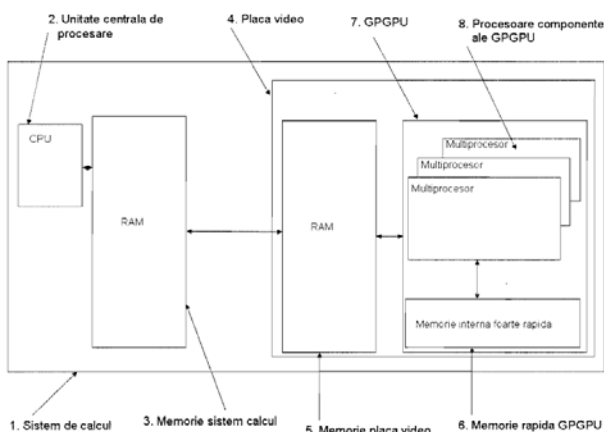 2. Unitate centrala de
procesare
4. Placa video
7. GPGPU
8. Procesoare componente
ale GPGPU
CPU
RAM
RAM
Multiprocesor
Multiprocesor
Multiprocesor
Memorie interna foarte rapida
1. Sistem de calcul
3. Memorie sistem calcul
5. Memorie placa video
6. Memorie rapida GPGPU